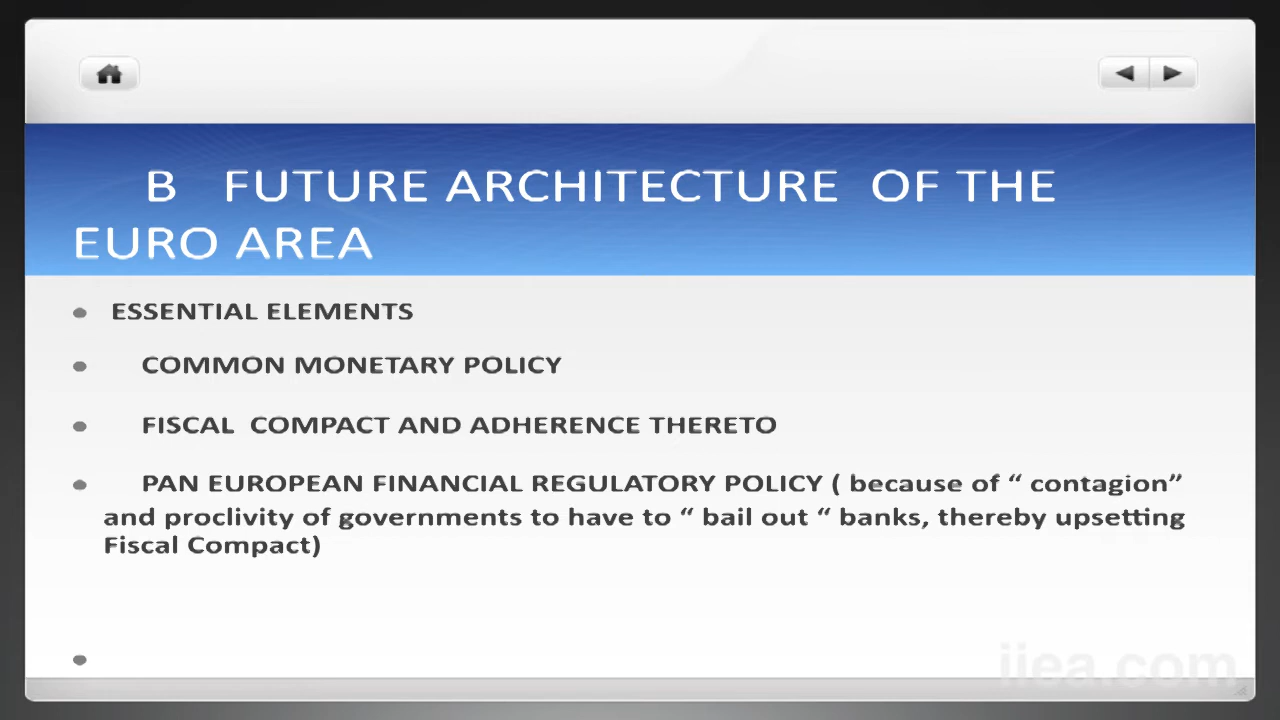 B FUTURE ARCHITECTURE OF THE
EURO AREA
ESSENTIAL ELEMENTS
COMMON MONETARY POLICY
FISCAL COMPACT AND ADHERENCE THERETO
PAN EUROPEAN FINANCIAL REGULATORY POLICY ( because of “ contagion”
and proclivity of governments to have to “ bail out “ banks, thereby upsetting
Fiscal Compact)
iiea.com